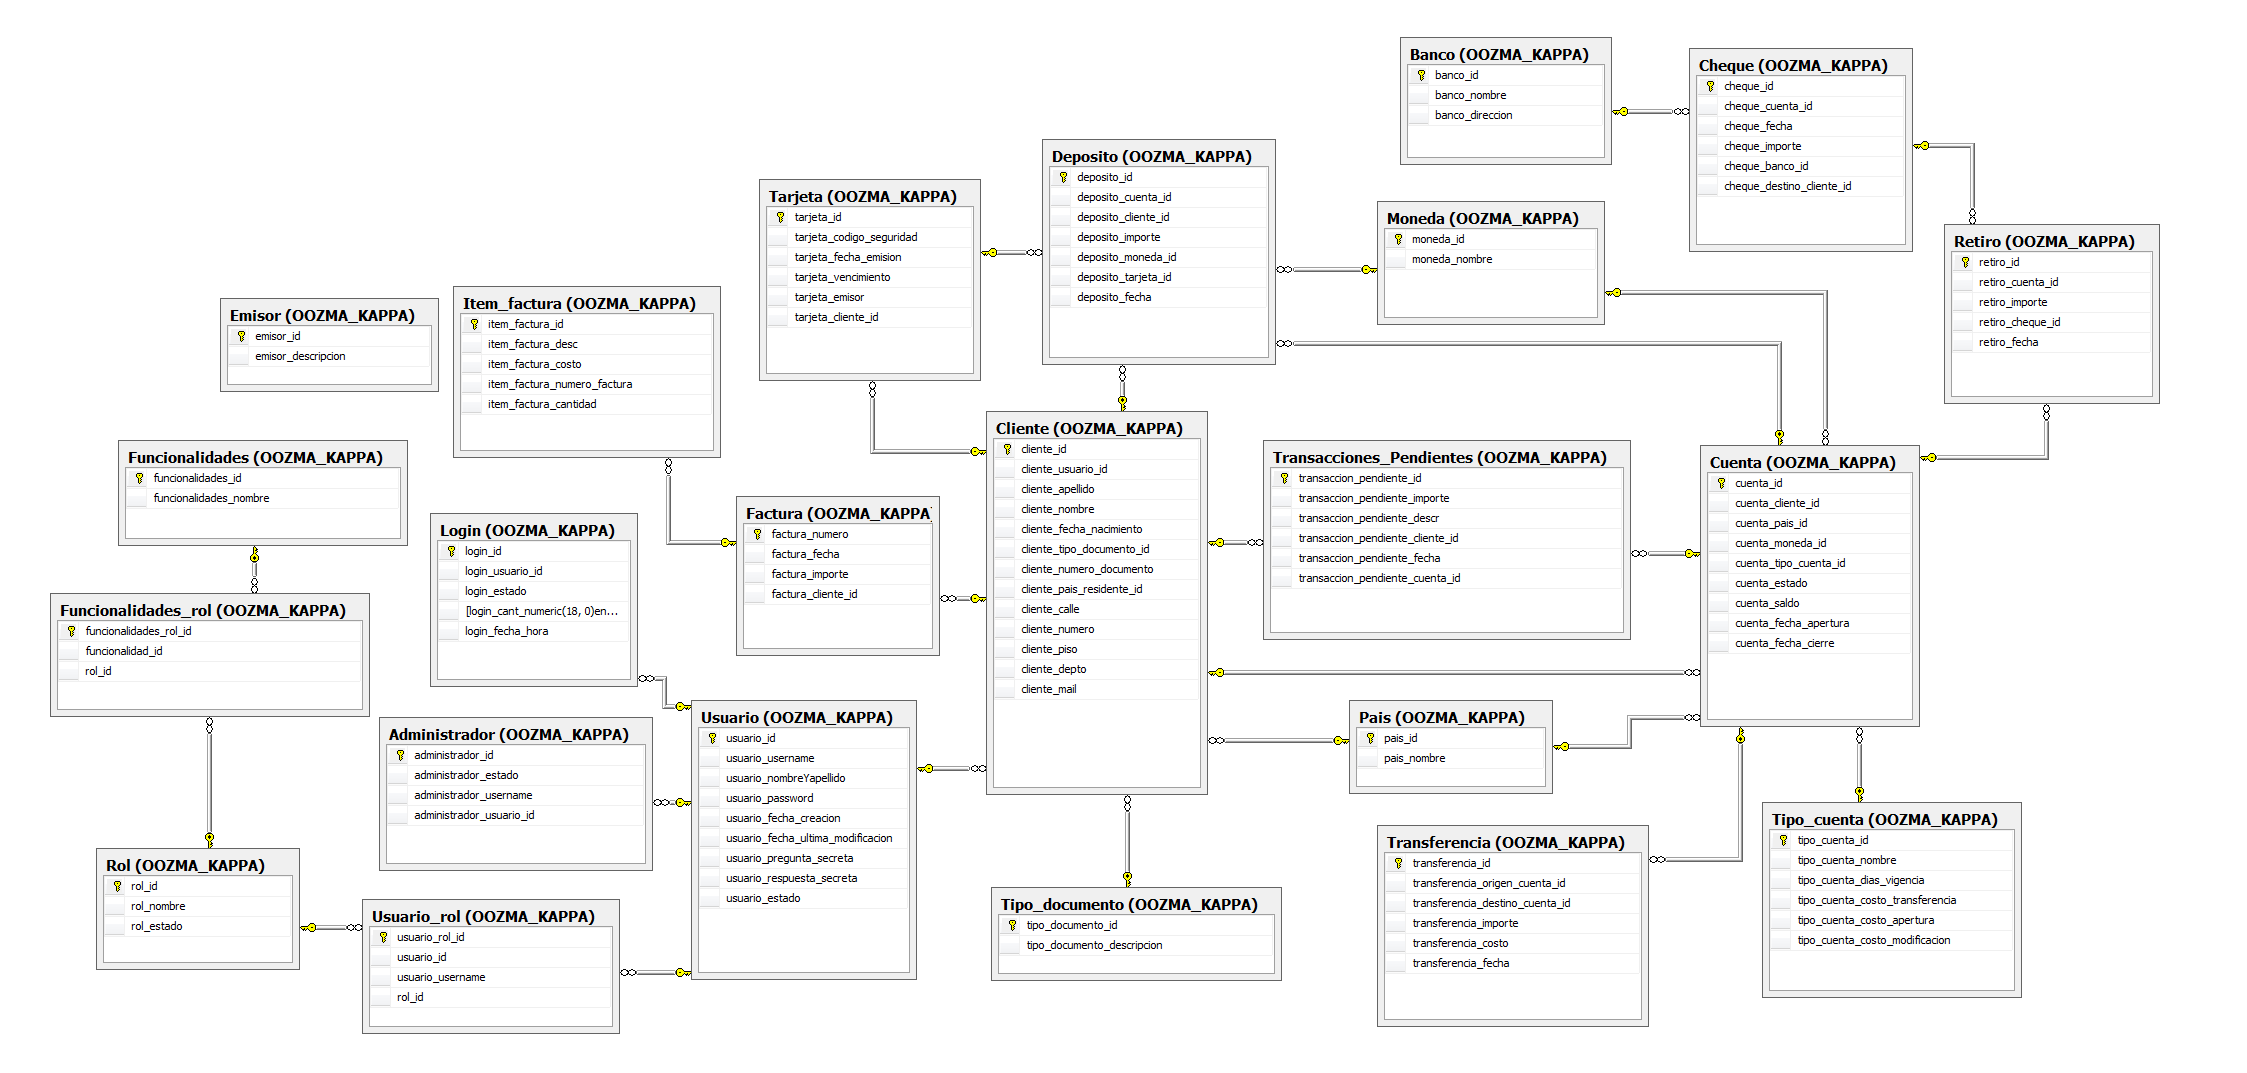 Banco (OOZMA_KAPPA)
banco_id
banco_nombre
banco_direccion
Cheque (OOZMA_KAPPA)
cheque_id
cheque_cuenta_id
cheque_fecha
cheque_importe
cheque_banco_id
cheque_destino_cliente_id
Deposito (OOZMA_KAPPA)
deposito_id
deposito_cuenta_id
deposito_cliente_id
deposito_importe
deposito_moneda_id
deposito_tarjeta_id
deposito_fecha
Tarjeta (OOZMA_KAPPA)
tarjeta_id
tarjeta_codigo_seguridad
tarjeta_fecha_emision
tarjeta_vencimiento
tarjeta_emisor
tarjeta_cliente_id
Moneda (OOZMA_KAPPA)
moneda_id
moneda_nombre
Retiro (OOZMA_KAPPA)
retiro_id
retiro_cuenta_id
retiro_importe
retiro_cheque_id
retiro_fecha
Emisor (OOZMA_KAPPA)
emisor_id
emisor_descripcion
Item_factura (OOZMA_KAPPA)
item_factura_id
item_factura_desc
item_factura_costo
item_factura_numero_factura
item_factura_cantidad
Funcionalidades (OOZMA_KAPPA)
funcionalidades_id
funcionalidades_nombre
Cliente (OOZMA_KAPPA)
cliente_id
cliente_usuario_id
cliente_apellido
cliente_nombre
cliente_fecha_nacimiento
cliente_tipo_documento_id
cliente_numero_documento
cliente_pais_residente_id
cliente_calle
cliente_numero
cliente_piso
cliente_depto
cliente_mail
Transacciones_Pendientes (OOZMA_KAPPA)
transaccion_pendiente_id
transaccion_pendiente_importe
transaccion_pendiente_descr
transaccion_pendiente_cliente_id
transaccion_pendiente_fecha
transaccion_pendiente_cuenta_id
Cuenta (OOZMA_KAPPA)
cuenta_id
cuenta_cliente_id
cuenta_pais_id
cuenta_moneda_id
cuenta_tipo_cuenta_id
cuenta_estado
cuenta_saldo
cuenta_fecha_apertura
cuenta_fecha_cierre
Factura (OOZMA_KAPPA)
factura_numero
factura_fecha
factura_importe
factura_cliente_id
Login (OOZMA_KAPPA)
login_id
login_usuario_id
login_estado
[login_cant_numeric(18, 0)en...
login_fecha_hora
Funcionalidades_rol (OOZMA_KAPPA)
funcionalidades_rol_id
funcionalidad_id
rol_id
Administrador (OOZMA_KAPPA)
administrador_id
administrador_estado
administrador_username
administrador_usuario_id
Usuario (OOZMA_KAPPA)
usuario_id
usuario_username
usuario_nombreYapellido
usuario_password
usuario_fecha_creacion
usuario_fecha_ultima_modificacion
usuario_pregunta_secreta
usuario_respuesta_secreta
usuario_estado
Pais (OOZMA_KAPPA)
pais_id
pais_nombre
Rol (OOZMA_KAPPA)
rol_id
rol_nombre
rol_estado
Usuario_rol (OOZMA_KAPPA)
usuario_rol_id
usuario_id
usuario_username
rol_id
Tipo_documento (OOZMA_KAPPA)
tipo_documento_id
tipo_documento_descripcion
Transferencia (OOZMA_KAPPA)
transferencia_id
transferencia_origen_cuenta_id
transferencia_destino_cuenta_id
transferencia_importe
transferencia_costo
transferencia_fecha
Tipo_cuenta (OOZMA_KAPPA)
tipo_cuenta_id
tipo_cuenta_nombre
tipo_cuenta_dias_vigencia
tipo_cuenta_costo_transferencia
tipo_cuenta_costo_apertura
tipo_cuenta_costo_modificacion